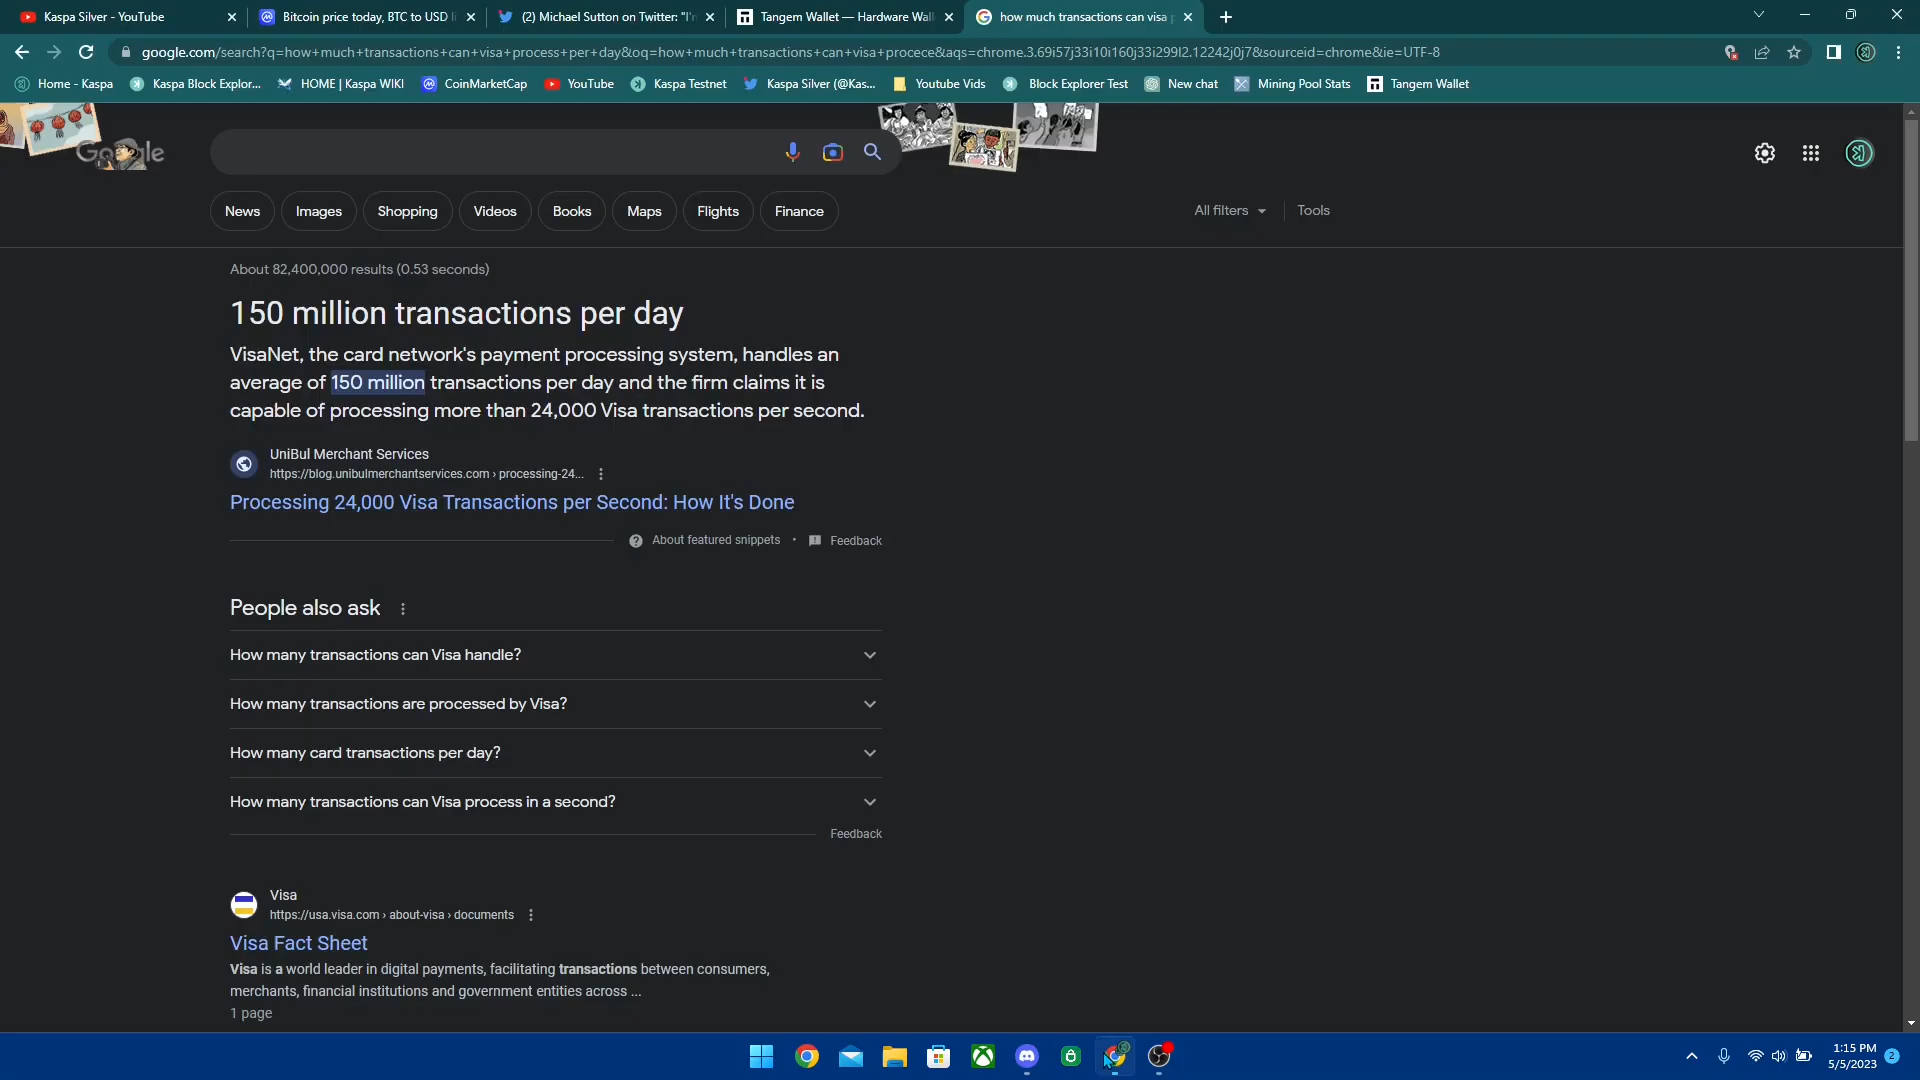 Kaspa Silver - YouTube
Bitcoin price today, BTC to USD li
(2) Michael Sutton on Twitter: "I'm
Tangem Wallet — Hardware Wall
how much transactions can visa p
google.com/search?q=how+much+transactions+can+visa+process+per+day&oq=how+much+transactions+can+visa+procece&aqs=chrome.3.69i57j33i10i160j33i299l2.12242j0j7&sourceid=chrome&ie=UTF-8
Home - Kaspa
Kaspa Block Explor...
HOME | Kaspa WIKI
CoinMarketCap
YouTube
Kaspa Testnet
Kaspa Silver (@Kas...
Youtube Vids
Block Explorer Test
New chat
Mining Pool Stats
Tangem Wallet
Google
News
Images
Shopping
Videos
Books
Maps
Flights
Finance
All filters
Tools
About 82,400,000 results (0.53 seconds)
150 million transactions per day
VisaNet, the card network's payment processing system, handles an
average of 150 million transactions per day and the firm claims it is
capable of processing more than 24,000 Visa transactions per second.
UniBul Merchant Services
https://blog.unibulmerchantservices.com › processing-24...
Processing 24,000 Visa Transactions per Second: How It's Done
About featured snippets • Feedback
People also ask
How many transactions can Visa handle?
How many transactions are processed by Visa?
How many card transactions per day?
How many transactions can Visa process in a second?
Feedback
Visa
https://usa.visa.com › about-visa › documents
Visa Fact Sheet
Visa is a world leader in digital payments, facilitating transactions between consumers,
merchants, financial institutions and government entities across ...
1 page
1:15 PM
5/5/2023
2